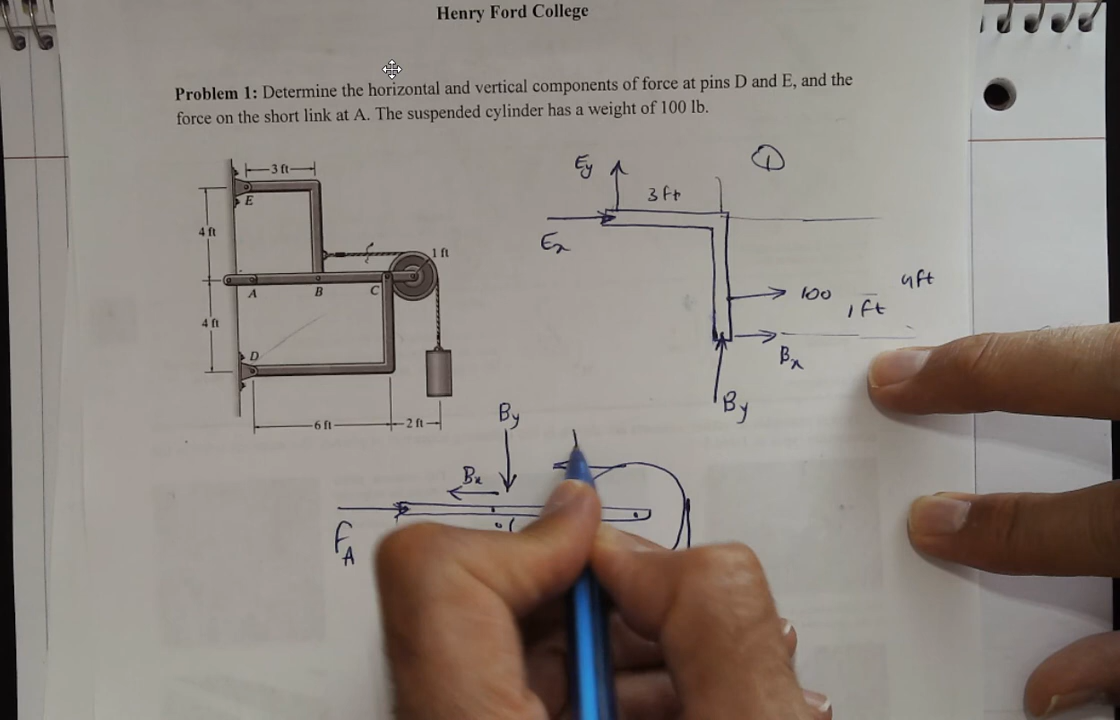 Henry Ford College
Problem 1: Determine the horizontal and vertical components of force at pins D and E, and the
force on the short link at A. The suspended cylinder has a weight of 100 lb.
3 ft
E
4 ft
1 ft
A
B
C
4 ft
D
6 ft
2 ft
Ey
1
3 ft
Ex
100
1 ft
4 ft
Bx
By
By
Bx
FA